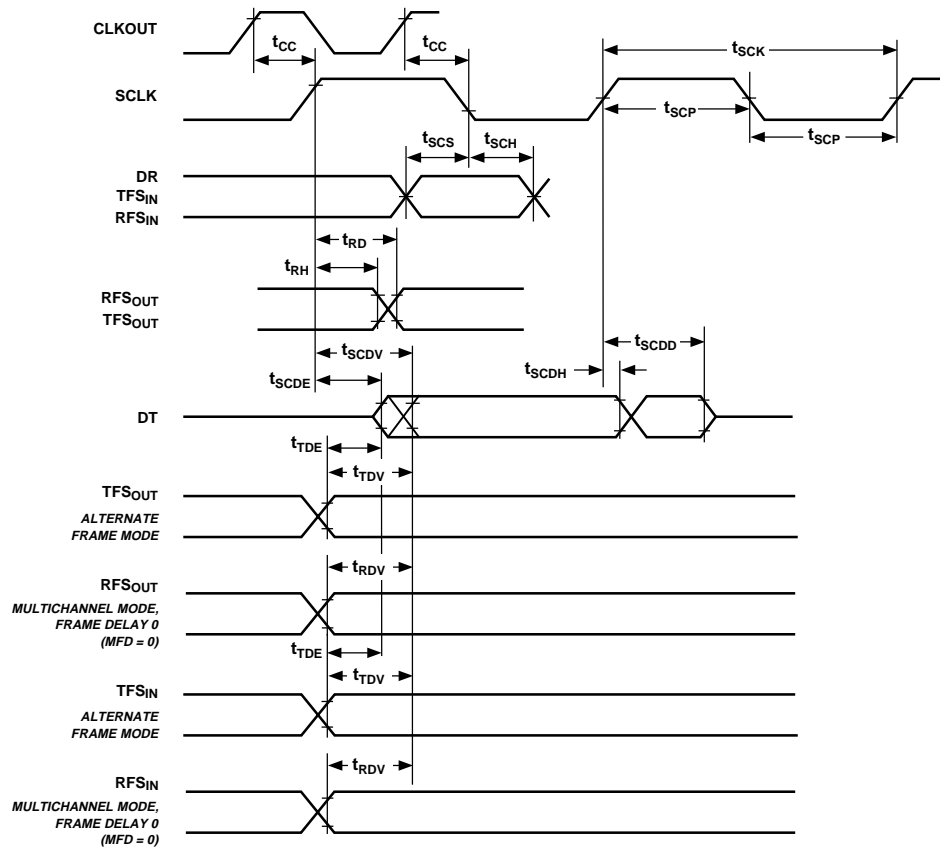 CLKOUT
tCC
tCC
tSCK
SCLK
tSCP
tSCP
tSCS
tSCH
DR
TFSIN
RFSIN
tRD
tRH
RFSOUT
TFSOUT
tSCDV
tSCDD
tSCDH
tSCDE
DT
tTDE
tTDV
TFSOUT
ALTERNATE
FRAME MODE
tRDV
RFSOUT
MULTICHANNEL MODE,
FRAME DELAY 0
(MFD = 0)
tTDE
tTDV
TFSIN
ALTERNATE
FRAME MODE
tRDV
RFSIN
MULTICHANNEL MODE,
FRAME DELAY 0
(MFD = 0)